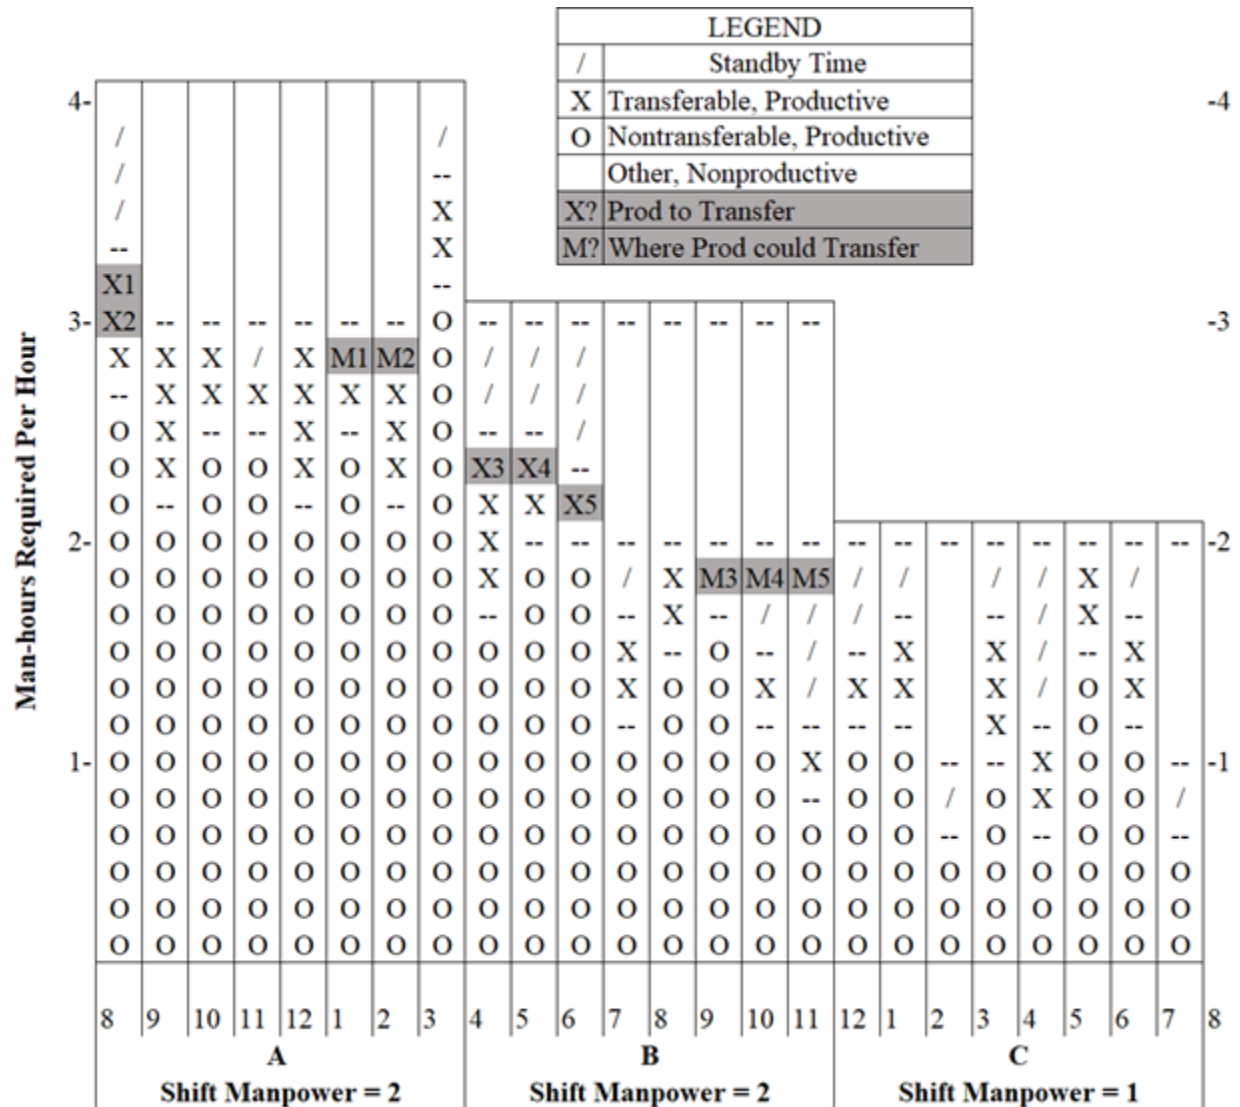 LEGEND
/ Standby Time
X Transferable, Productive
O Nontransferable, Productive
Other, Nonproductive
X? Prod to Transfer
M? Where Prod could Transfer
Man-hours Required Per Hour
4- -4
/ /
/ --
/ X
-- X
X1 --
3- X2 -- -- -- -- -- -- O -- -- -- -- -- -- -- -- -3
X X X / X M1 M2 O / / /
-- X X X X X X O / / /
O X -- -- X -- X O -- -- /
O X O O X O X O X3 X4 --
O -- O O -- O -- O X X X5
2- O O O O O O O O X -- -- -- -- -- -- -- -- -- -- -- -- -- -- -- -2
O O O O O O O O X O O / X M3 M4 M5 / / / / X /
O O O O O O O O -- O O -- X -- / / / -- -- / X --
O O O O O O O O O O O X -- O -- / -- X X / -- X
O O O O O O O O O O O X O O X / X X X / O X
O O O O O O O O O O O -- O O -- -- -- -- X -- O --
1- O O O O O O O O O O O O O O O X O O -- -- X O O -- -1
O O O O O O O O O O O O O O O -- O O / O X O O /
O O O O O O O O O O O O O O O O O O -- O -- O O --
O O O O O O O O O O O O O O O O O O O O O O O O
O O O O O O O O O O O O O O O O O O O O O O O O
O O O O O O O O O O O O O O O O O O O O O O O O
8 9 10 11 12 1 2 3 4 5 6 7 8 9 10 11 12 1 2 3 4 5 6 7 8
A B C
Shift Manpower = 2 Shift Manpower = 2 Shift Manpower = 1